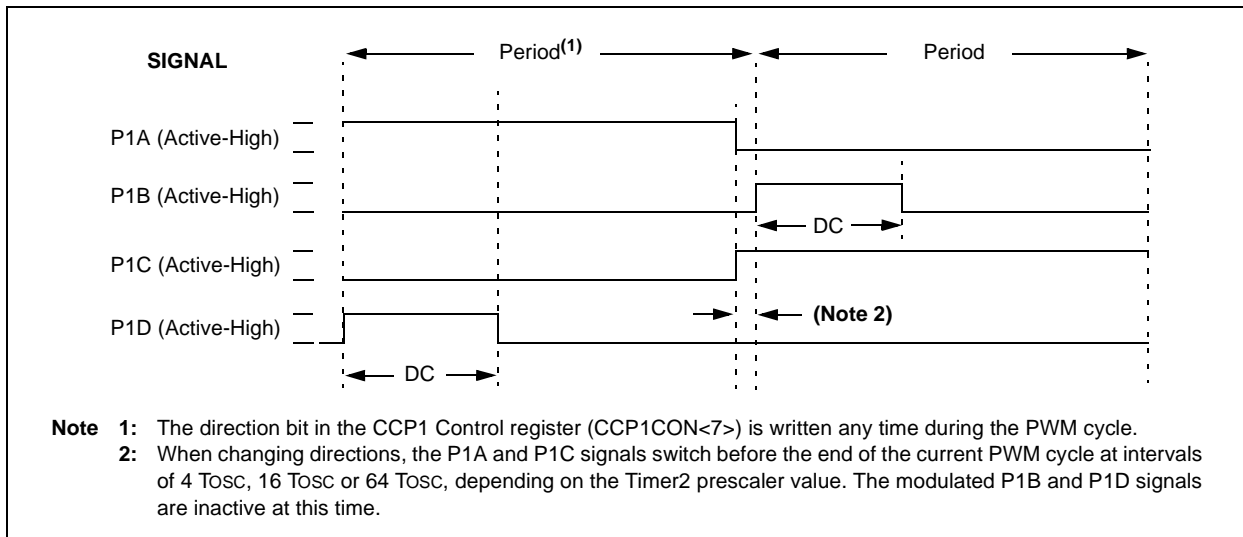 SIGNAL
Period(1)
Period
P1A (Active-High)
P1B (Active-High)
DC
P1C (Active-High)
(Note 2)
P1D (Active-High)
DC
Note 1: The direction bit in the CCP1 Control register (CCP1CON<7>) is written any time during the PWM cycle.
2: When changing directions, the P1A and P1C signals switch before the end of the current PWM cycle at intervals
of 4 TOSC, 16 TOSC or 64 TOSC, depending on the Timer2 prescaler value. The modulated P1B and P1D signals
are inactive at this time.